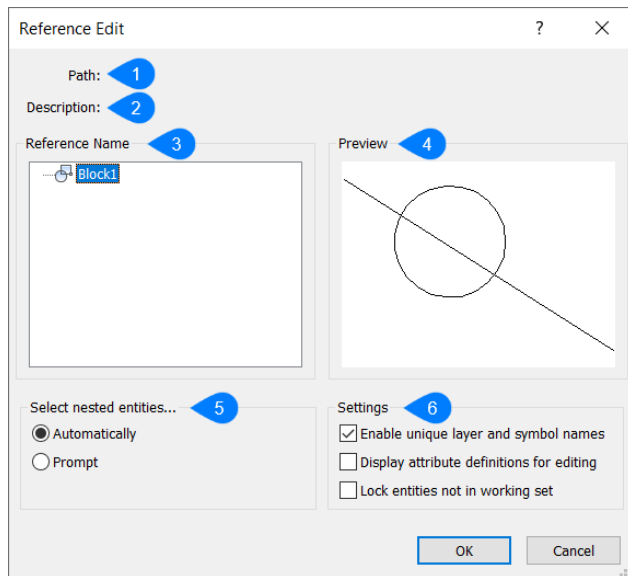 Reference Edit ? X
Path: 1
Description: 2
Reference Name 3
Block1
Preview 4
Select nested entities... 5
Automatically
Prompt
Settings 6
Enable unique layer and symbol names
Display attribute definitions for editing
Lock entities not in working set
OK Cancel